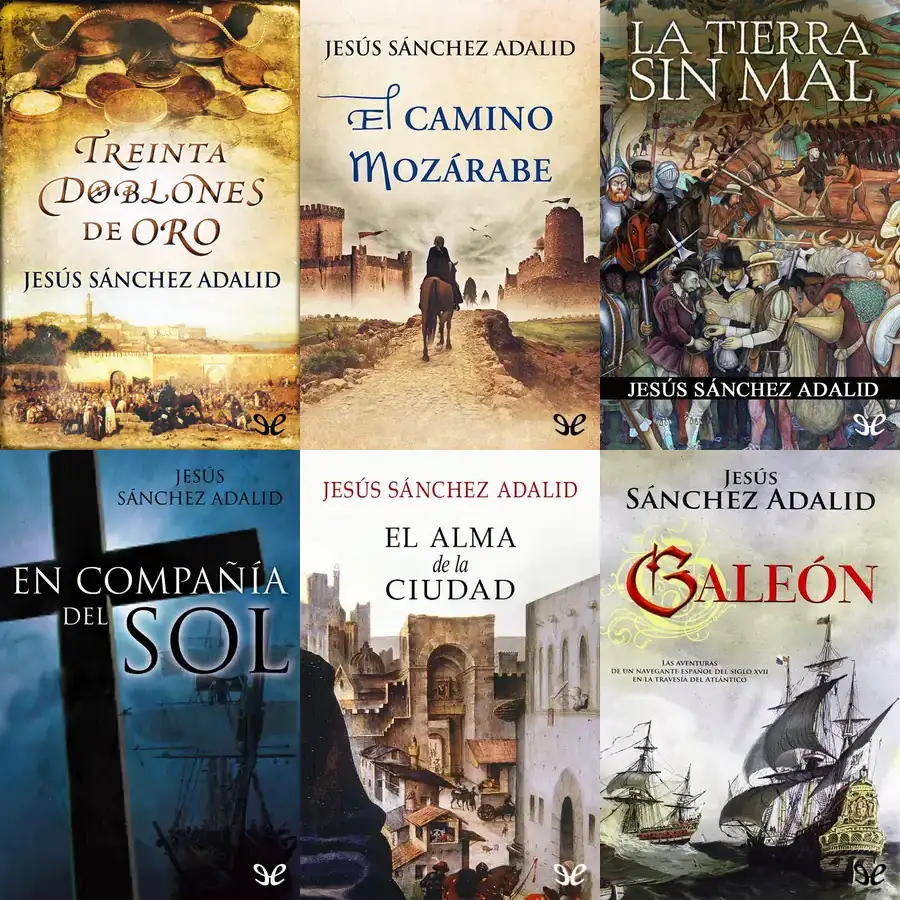 TREINTA
DOBLONES
DE ORO
JESÚS SÁNCHEZ ADALID
JESÚS SÁNCHEZ ADALID
El CAMINO
MOZÁRABE
LA TIERRA
SIN MAL
JESÚS SÁNCHEZ ADALID
JESÚS
SÁNCHEZ ADALID
EN COMPAÑÍA
DEL SOL
JESÚS SÁNCHEZ ADALID
EL ALMA
de la
CIUDAD
JESÚS
SÁNCHEZ ADALID
GALEÓN
LAS AVENTURAS
DE UN NAVEGANTE ESPAÑOL DEL SIGLO XVII
EN LA TRAVESÍA DEL ATLÁNTICO